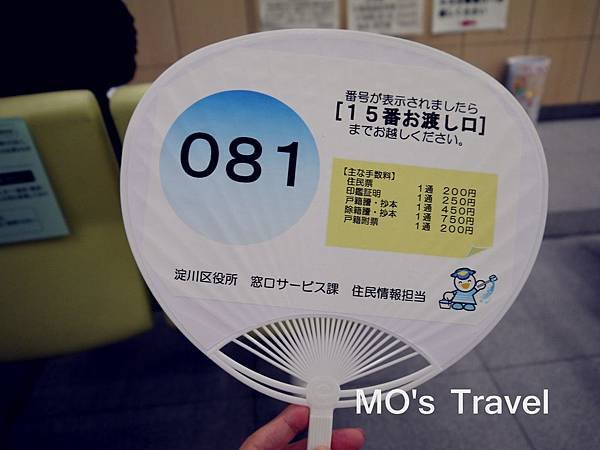 081
番号が表示されましたら
[15番お渡し口]
までお越しください。
【主な手数料】
住民票 1通 200円
印鑑証明 1通 250円
戸籍謄・抄本 1通 450円
除籍謄・抄本 1通 750円
戸籍附票 1通 200円
淀川区役所 窓口サービス課 住民情報担当
MO's Travel